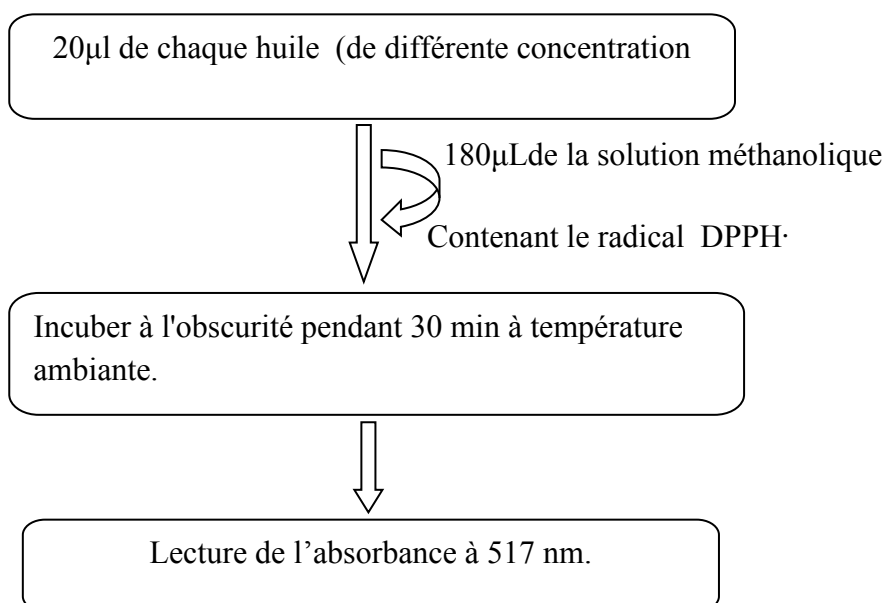 20µl de chaque huile (de différente concentration
180µLde la solution méthanolique
Contenant le radical DPPH·
Incuber à l'obscurité pendant 30 min à température
ambiante.
Lecture de l’absorbance à 517 nm.